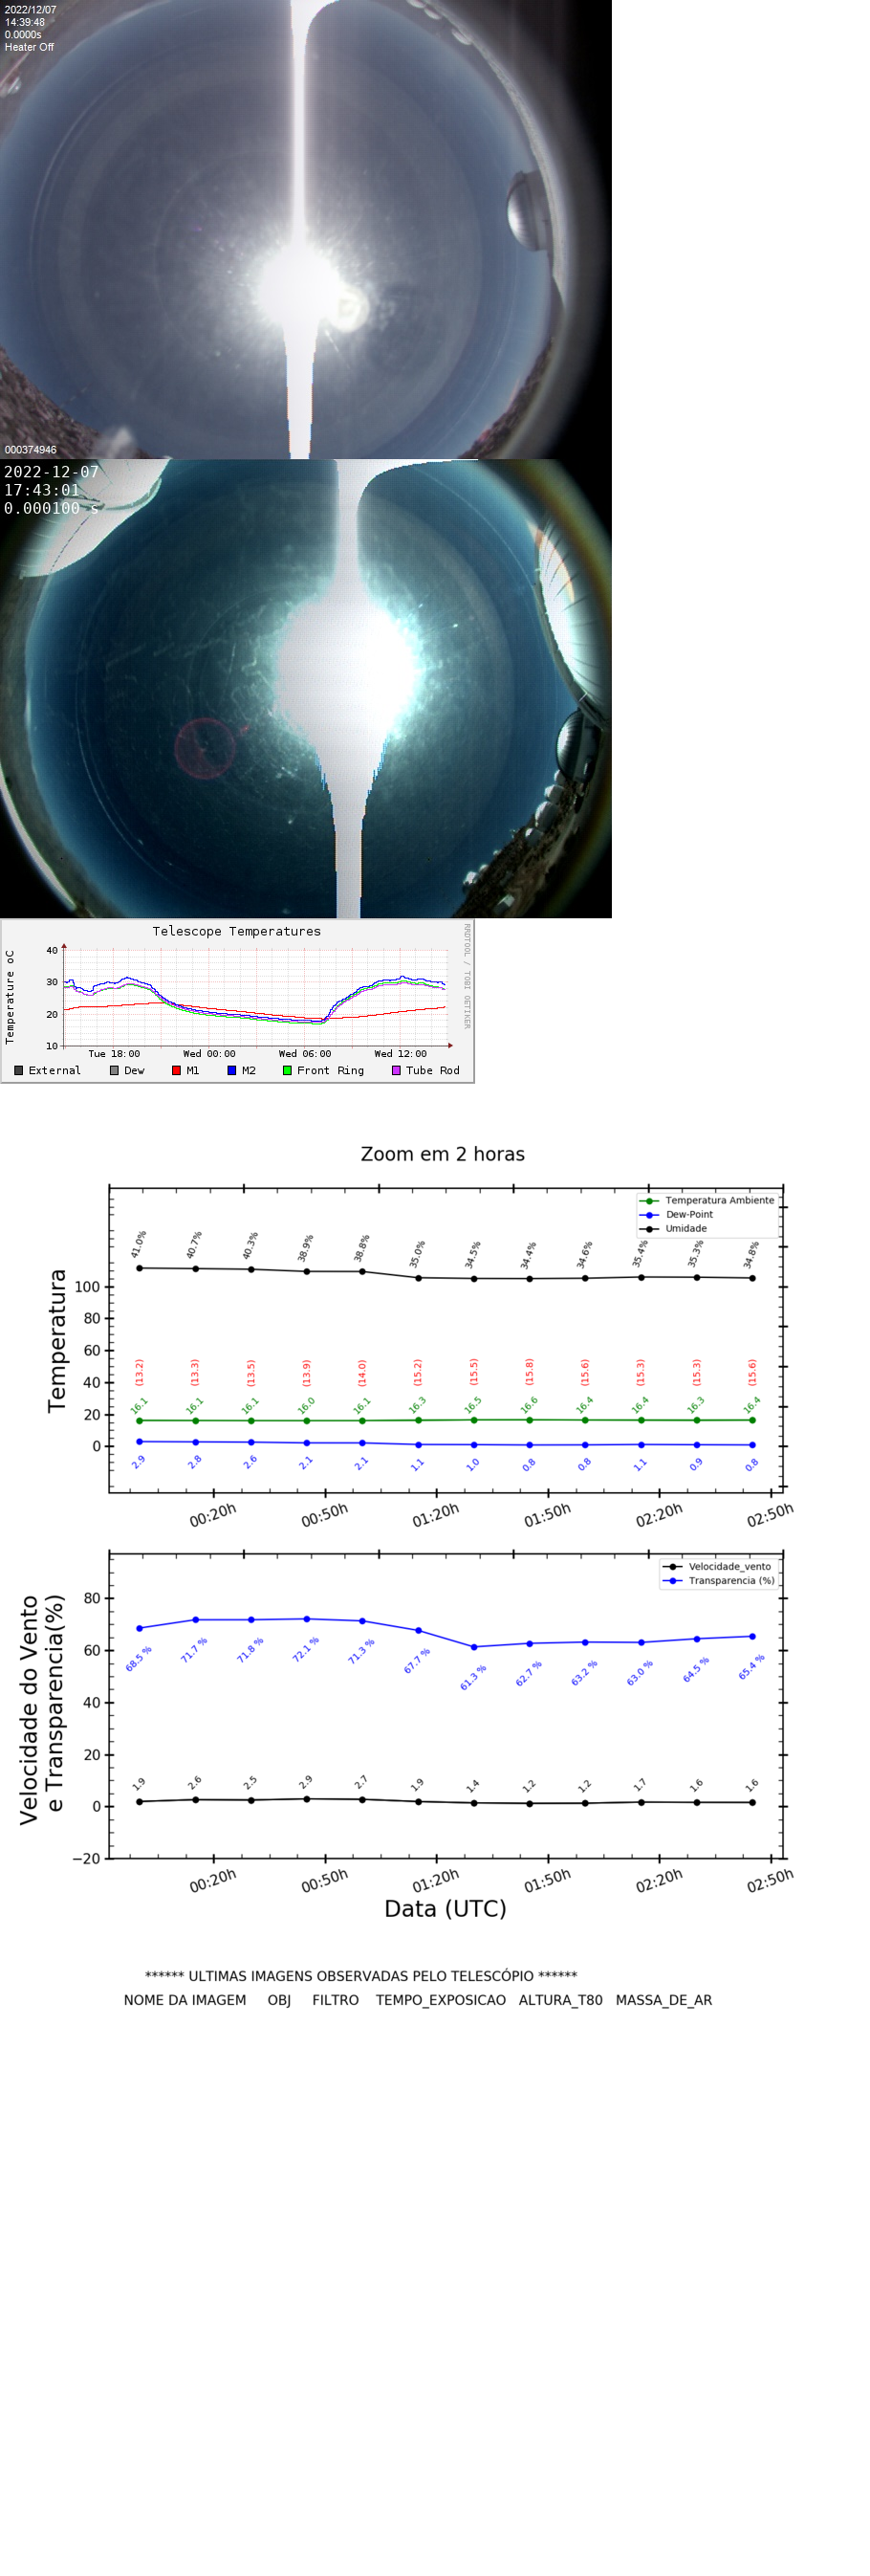 2022/12/07
14:39:48
0.0000s
Heater Off
000374946
2022-12-07
17:43:01
0.000100 s
Telescope Temperatures
RRDTOOL / TOBI OETIKER
Temperature oC
40
30
20
10
Tue 18:00 Wed 00:00 Wed 06:00 Wed 12:00
External Dew M1 M2 Front Ring Tube Rod
Zoom em 2 horas
Temperatura Ambiente
Dew-Point
Umidade
41.0% 40.7% 40.3% 38.9% 38.8% 35.0% 34.5% 34.4% 34.6% 35.4% 35.3% 34.8%
Temperatura
100
80
60
40
20
0
(13.2) (13.3) (13.5) (13.9) (14.0) (15.2) (15.5) (15.8) (15.6) (15.3) (15.3) (15.6)
16.1 16.1 16.1 16.0 16.1 16.3 16.5 16.6 16.4 16.4 16.3 16.4
2.9 2.8 2.6 2.1 2.1 1.1 1.0 0.8 0.8 1.1 0.9 0.8
00:20h 00:50h 01:20h 01:50h 02:20h 02:50h
Velocidade_vento
Transparencia (%)
Velocidade do Vento
e Transparencia(%)
80
60
40
20
0
−20
68.5 % 71.7 % 71.8 % 72.1 % 71.3 % 67.7 % 61.3 % 62.7 % 63.2 % 63.0 % 64.5 % 65.4 %
1.9 2.6 2.5 2.9 2.7 1.9 1.4 1.2 1.2 1.7 1.6 1.6
00:20h 00:50h 01:20h 01:50h 02:20h 02:50h
Data (UTC)
****** ULTIMAS IMAGENS OBSERVADAS PELO TELESCÓPIO ******
NOME DA IMAGEM OBJ FILTRO TEMPO_EXPOSICAO ALTURA_T80 MASSA_DE_AR